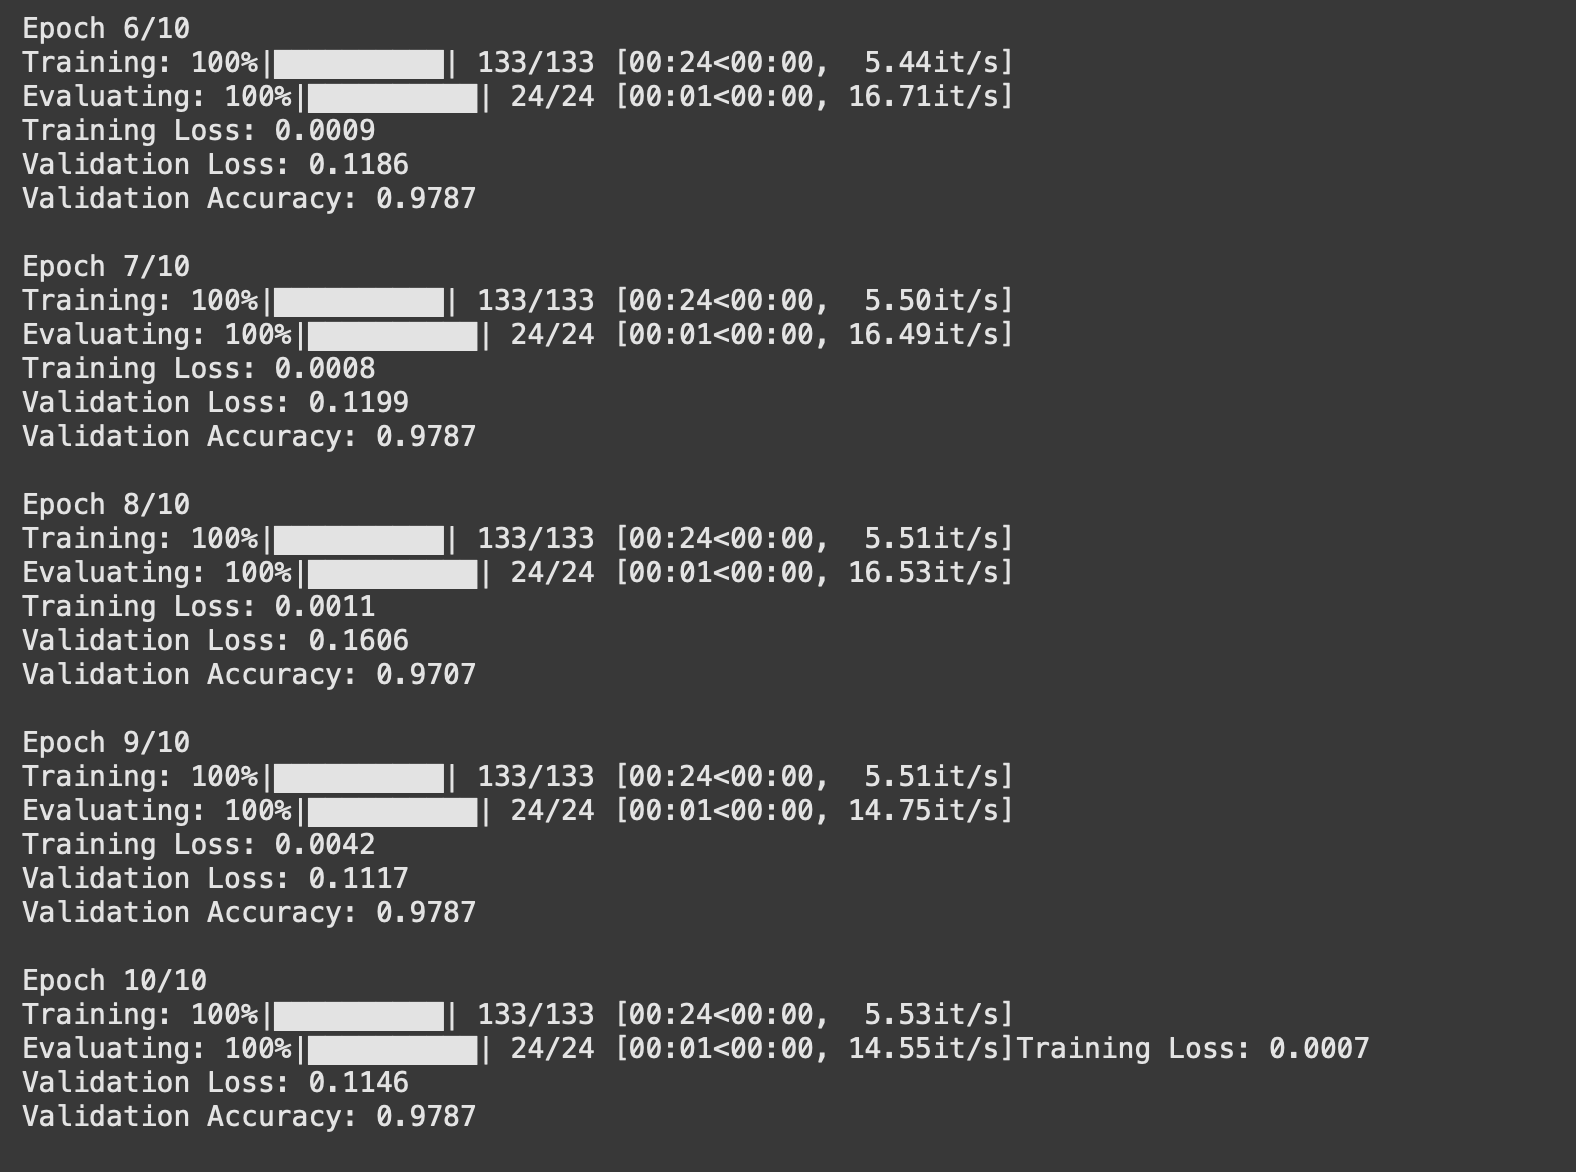 Epoch 6/10
Training: 100%|██████████| 133/133 [00:24<00:00,  5.44it/s]
Evaluating: 100%|██████████| 24/24 [00:01<00:00, 16.71it/s]
Training Loss: 0.0009
Validation Loss: 0.1186
Validation Accuracy: 0.9787

Epoch 7/10
Training: 100%|██████████| 133/133 [00:24<00:00,  5.50it/s]
Evaluating: 100%|██████████| 24/24 [00:01<00:00, 16.49it/s]
Training Loss: 0.0008
Validation Loss: 0.1199
Validation Accuracy: 0.9787

Epoch 8/10
Training: 100%|██████████| 133/133 [00:24<00:00,  5.51it/s]
Evaluating: 100%|██████████| 24/24 [00:01<00:00, 16.53it/s]
Training Loss: 0.0011
Validation Loss: 0.1606
Validation Accuracy: 0.9707

Epoch 9/10
Training: 100%|██████████| 133/133 [00:24<00:00,  5.51it/s]
Evaluating: 100%|██████████| 24/24 [00:01<00:00, 14.75it/s]
Training Loss: 0.0042
Validation Loss: 0.1117
Validation Accuracy: 0.9787

Epoch 10/10
Training: 100%|██████████| 133/133 [00:24<00:00,  5.53it/s]
Evaluating: 100%|██████████| 24/24 [00:01<00:00, 14.55it/s]Training Loss: 0.0007
Validation Loss: 0.1146
Validation Accuracy: 0.9787